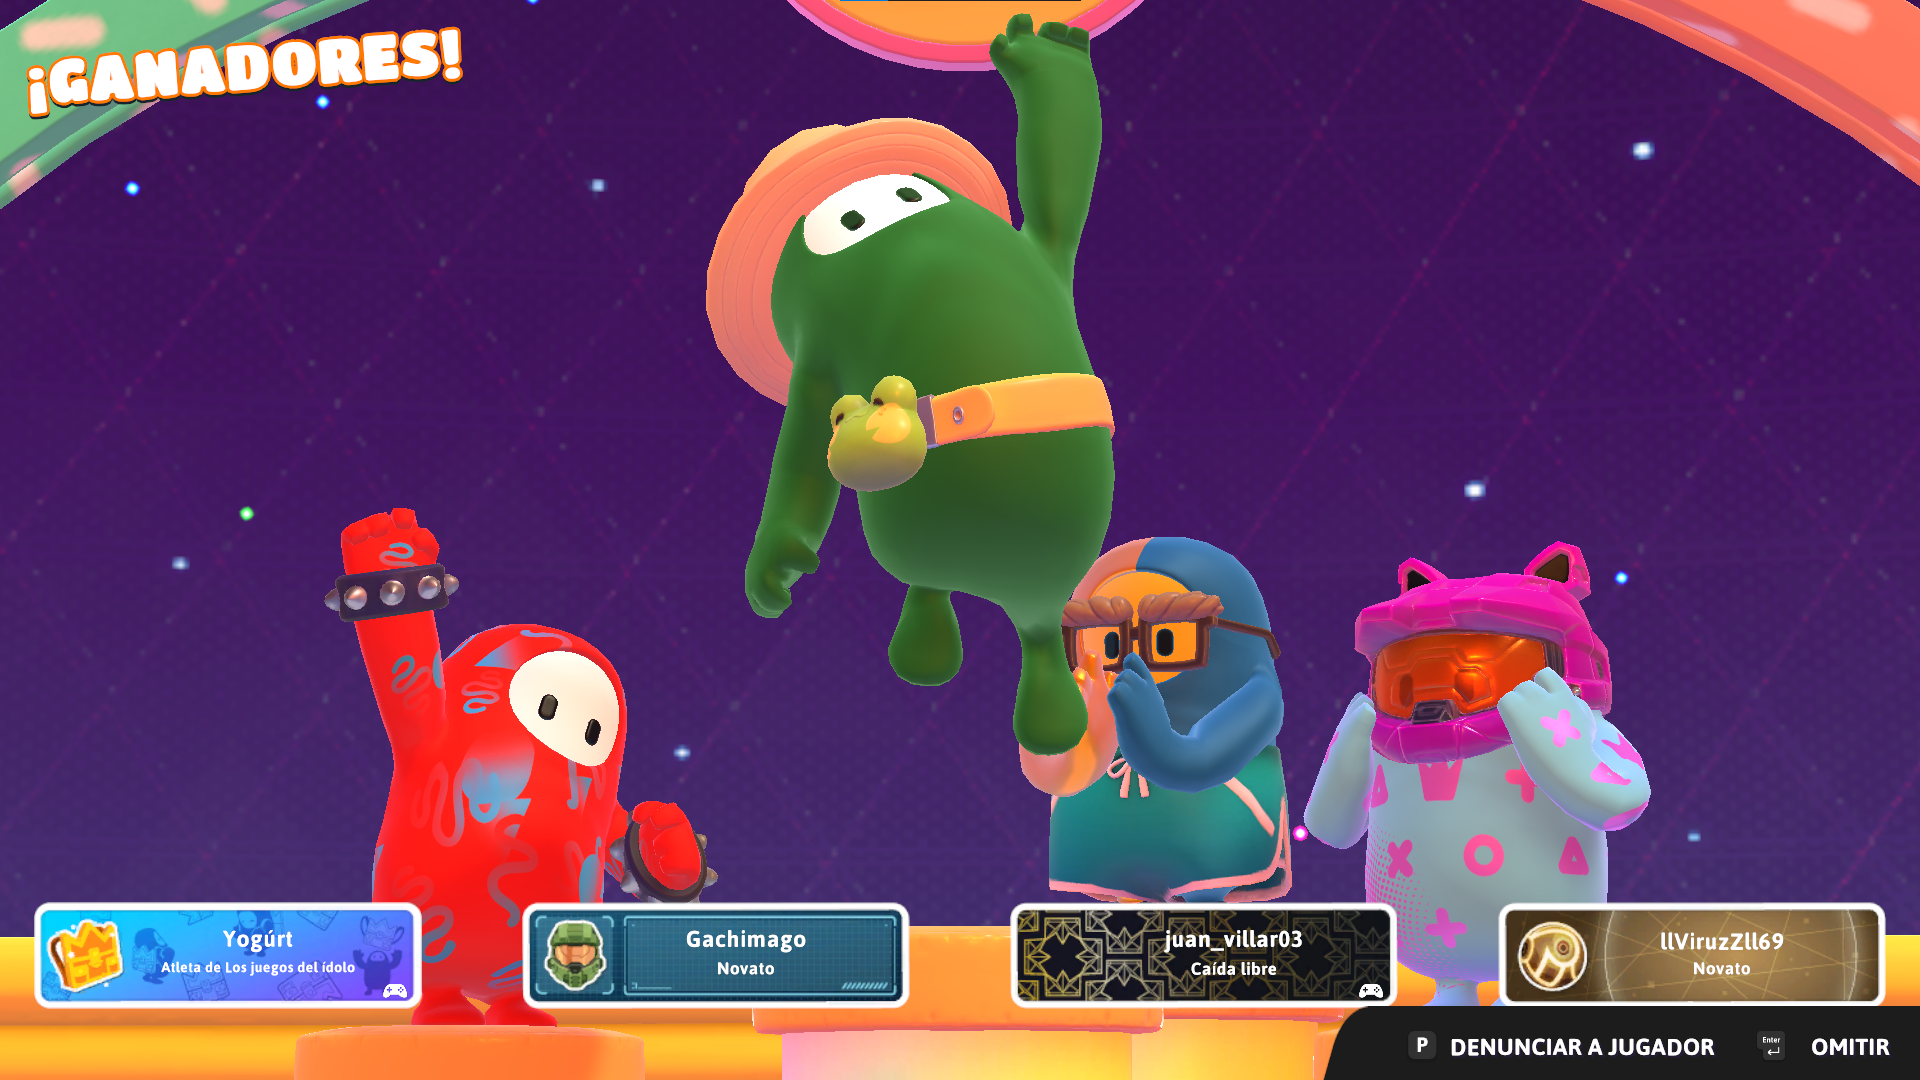 ¡GANADORES!
Yogúrt
Atleta de Los juegos del ídolo
Gachimago
Novato
juan_villar03
Caída libre
llViruzZll69
Novato
P DENUNCIAR A JUGADOR
Enter OMITIR